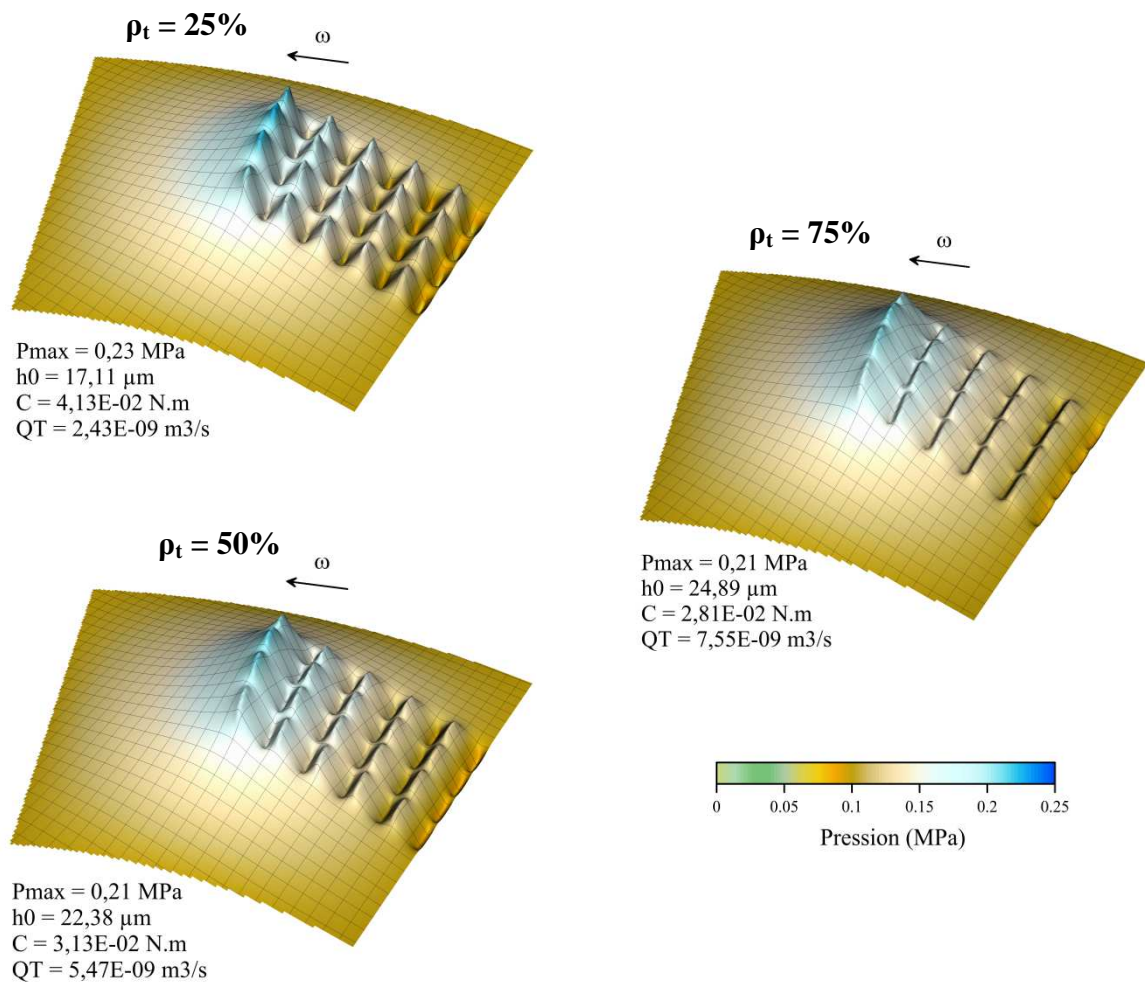 ρt = 25%
ω
Pmax = 0,23 MPa
h0 = 17,11 µm
C = 4,13E-02 N.m
QT = 2,43E-09 m3/s
ρt = 75%
ω
Pmax = 0,21 MPa
h0 = 24,89 µm
C = 2,81E-02 N.m
QT = 7,55E-09 m3/s
ρt = 50%
ω
Pmax = 0,21 MPa
h0 = 22,38 µm
C = 3,13E-02 N.m
QT = 5,47E-09 m3/s
0 0.05 0.1 0.15 0.2 0.25
Pression (MPa)